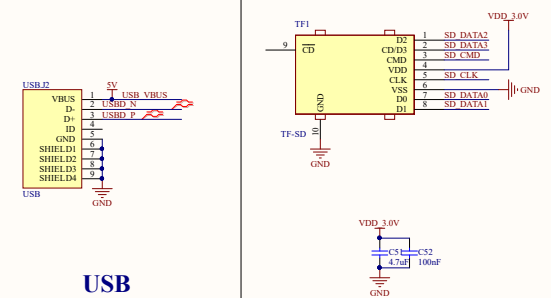 USBJ2
5V
VBUS 1 USB_VBUS
D- 2 USBD_N
D+ 3 USBD_P
ID 4
GND 5
SHIELD1 6
SHIELD2 7
SHIELD3 8
SHIELD4 9
USB
GND
USB
TF1
VDD_3.0V
9 CD
D2 1 SD_DATA2
CD/D3 2 SD_DATA3
CMD 3 SD_CMD
VDD 4
CLK 5 SD_CLK
VSS 6 GND
D0 7 SD_DATA0
D1 8 SD_DATA1
GND
TF-SD 10
GND
VDD_3.0V
C51 C52
4.7uF 100nF
GND